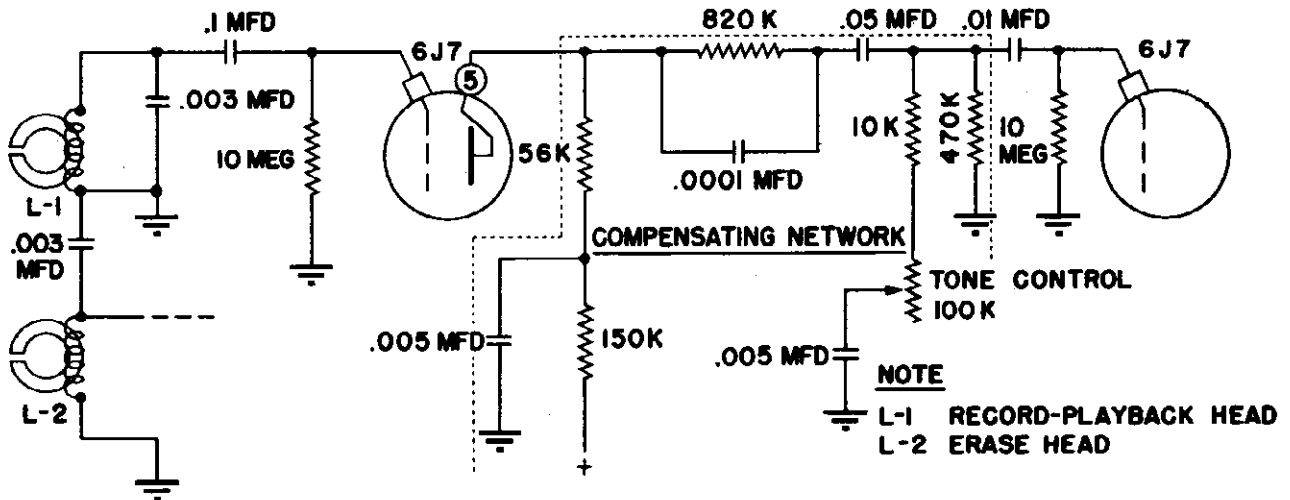 .1 MFD
820 K
.05 MFD
.01 MFD
6J7
5
6J7
.003 MFD
10 MEG
56K
.0001 MFD
10K
470K
10
MEG
L-1
.003
MFD
COMPENSATING NETWORK
TONE CONTROL
100K
.005 MFD
150K
.005 MFD
NOTE
L-1 RECORD-PLAYBACK HEAD
L-2 ERASE HEAD
L-2
+